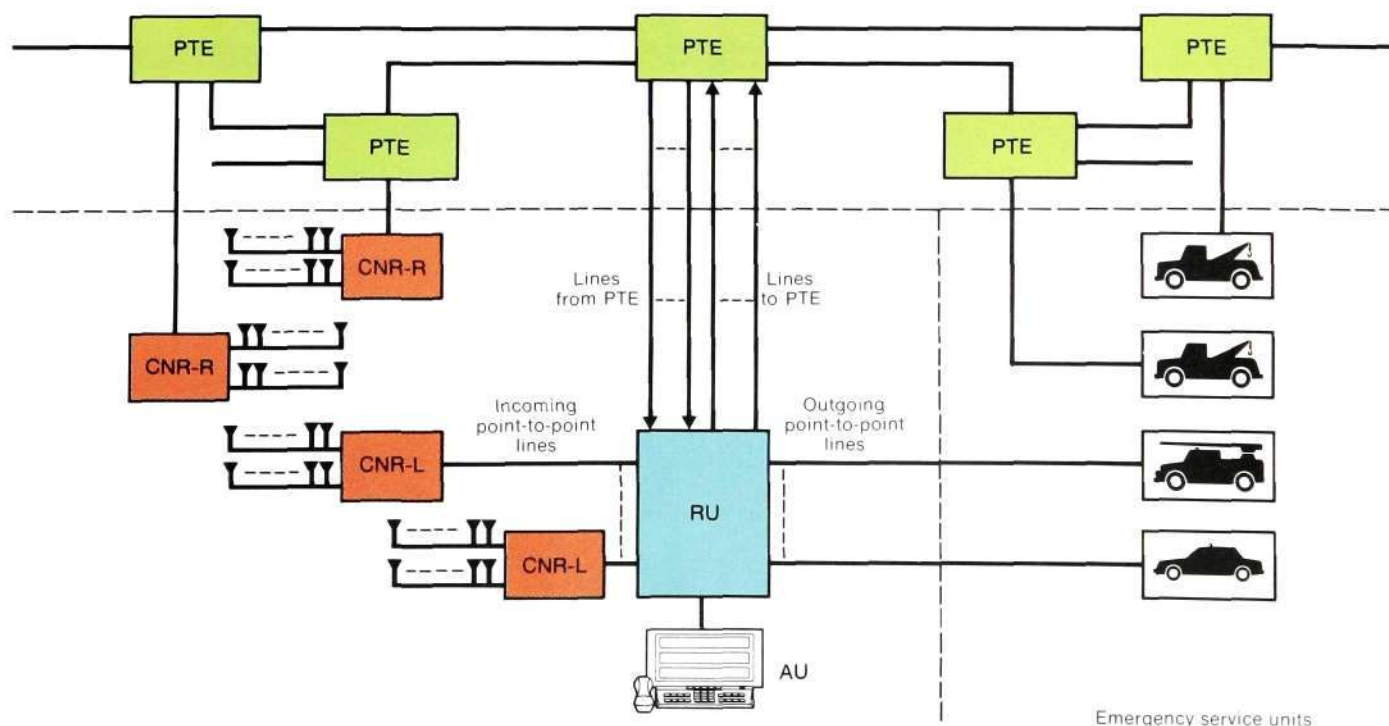 PTE
PTE
PTE
PTE
PTE
CNR-R
Lines
from PTE
Lines
to PTE
CNR-R
Incoming
point-to-point
lines
Outgoing
point-to-point
lines
CNR-L
RU
CNR-L
AU
Emergency service units